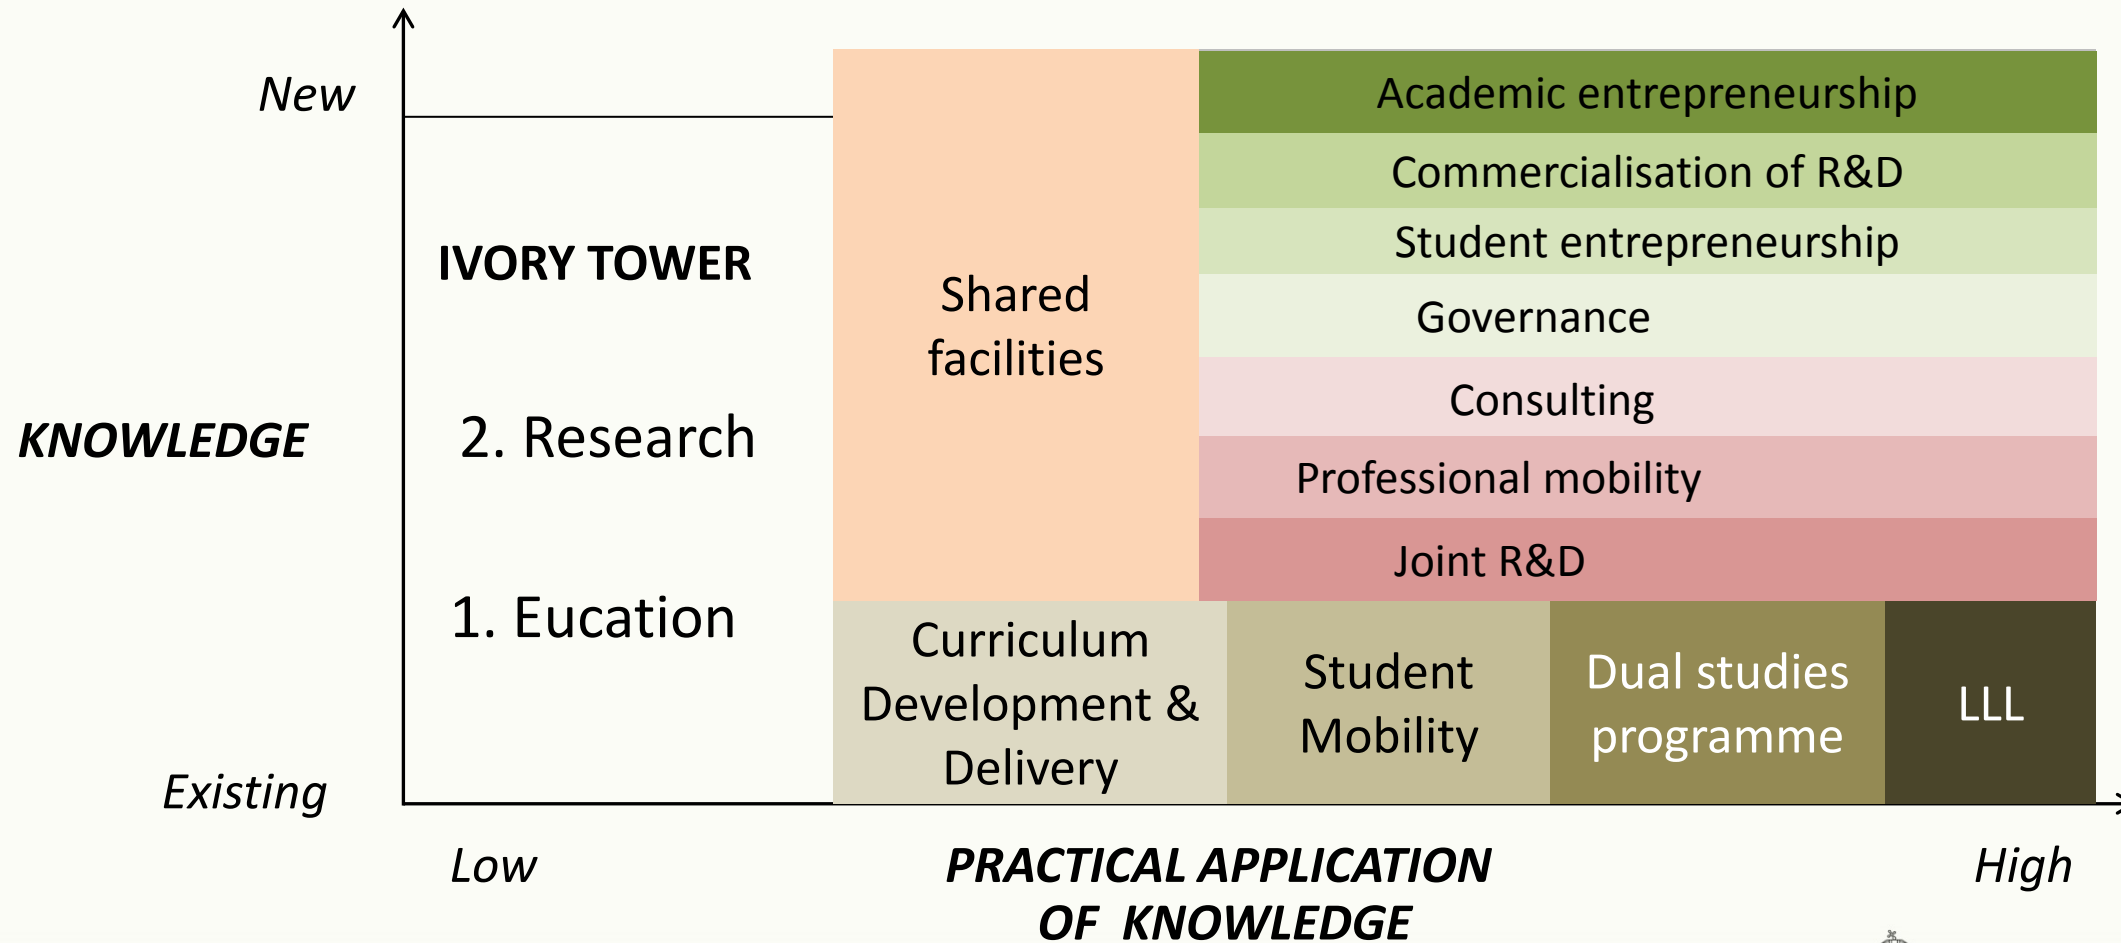 New
Academic entrepreneurship
Commercialisation of R&D
Student entrepreneurship
IVORY TOWER
Shared
facilities
Governance
Consulting
KNOWLEDGE
2. Research
Professional mobility
Joint R&D
1. Eucation
Curriculum
Development &
Delivery
Student
Mobility
Dual studies
programme
LLL
Existing
Low
PRACTICAL APPLICATION
OF KNOWLEDGE
High